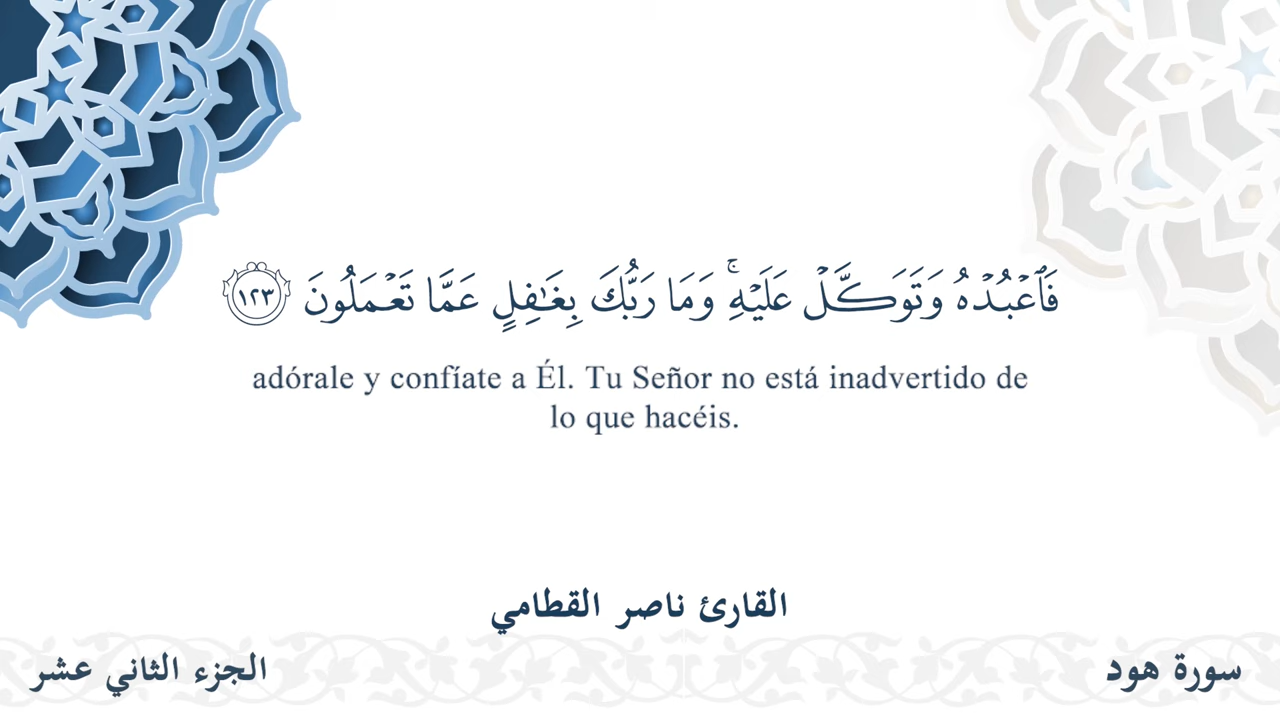 فَٱعۡبُدۡهُ وَتَوَكَّلۡ عَلَيۡهِۚ وَمَا رَبُّكَ بِغَٰفِلٍ عَمَّا تَعۡمَلُونَ ١٢٣
adórale y confíate a Él. Tu Señor no está inadvertido de
lo que hacéis.
القارئ ناصر القطامي
سورة هود
الجزء الثاني عشر